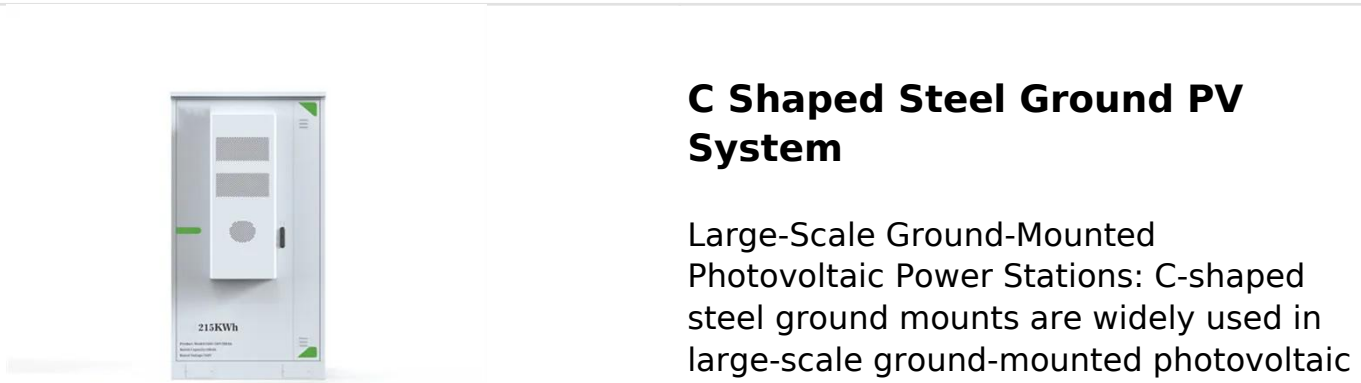 C Shaped Steel Ground PV
System
Large-Scale Ground-Mounted
Photovoltaic Power Stations: C-shaped
steel ground mounts are widely used in
large-scale ground-mounted photovoltaic
215KWh